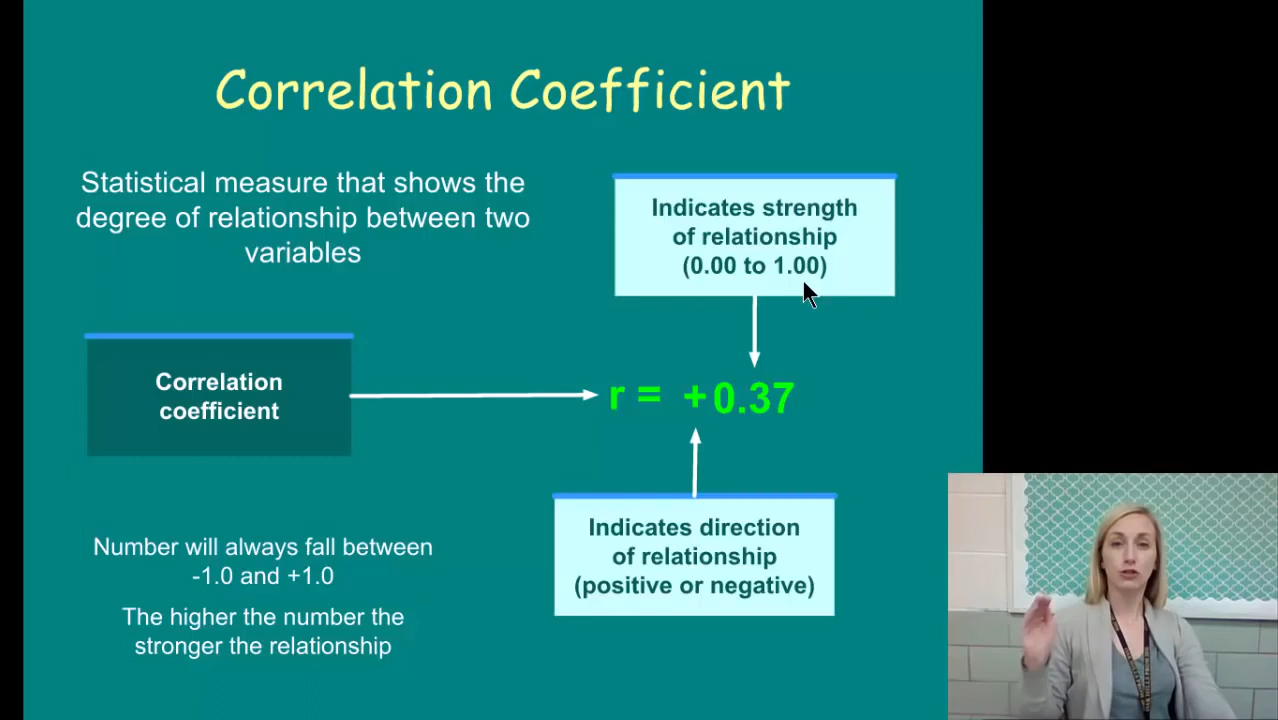 Correlation Coefficient
Statistical measure that shows the
degree of relationship between two
variables
Indicates strength
of relationship
(0.00 to 1.00)
Correlation
coefficient
r = +0.37
Indicates direction
of relationship
(positive or negative)
Number will always fall between
-1.0 and +1.0
The higher the number the
stronger the relationship